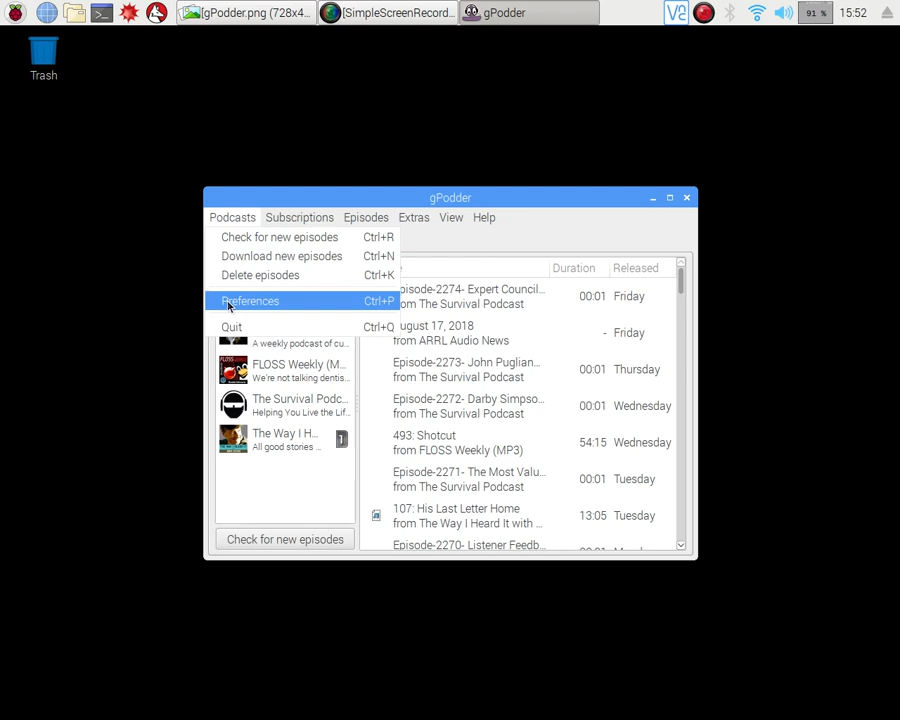 [gPodder.png (728x4...
[SimpleScreenRecord...
gPodder
91 %
15:52
Trash
gPodder
Podcasts Subscriptions Episodes Extras View Help
Check for new episodes Ctrl+R
Download new episodes Ctrl+N
Delete episodes Ctrl+K
Preferences Ctrl+P
Quit Ctrl+Q
A weekly podcast of cu...
FLOSS Weekly (M...
We're not talking dentis...
The Survival Podc...
Helping You Live the Lif...
The Way I H...
All good stories ...
1
Check for new episodes
Duration Released
pisode-2274- Expert Council...
from The Survival Podcast
00:01 Friday
ugust 17, 2018
from ARRL Audio News
- Friday
Episode-2273- John Puglian...
from The Survival Podcast
00:01 Thursday
Episode-2272- Darby Simpso...
from The Survival Podcast
00:01 Wednesday
493: Shotcut
from FLOSS Weekly (MP3)
54:15 Wednesday
Episode-2271- The Most Valu...
from The Survival Podcast
00:01 Tuesday
107: His Last Letter Home
from The Way I Heard It with ...
13:05 Tuesday
Episode-2270- Listener Feedb...